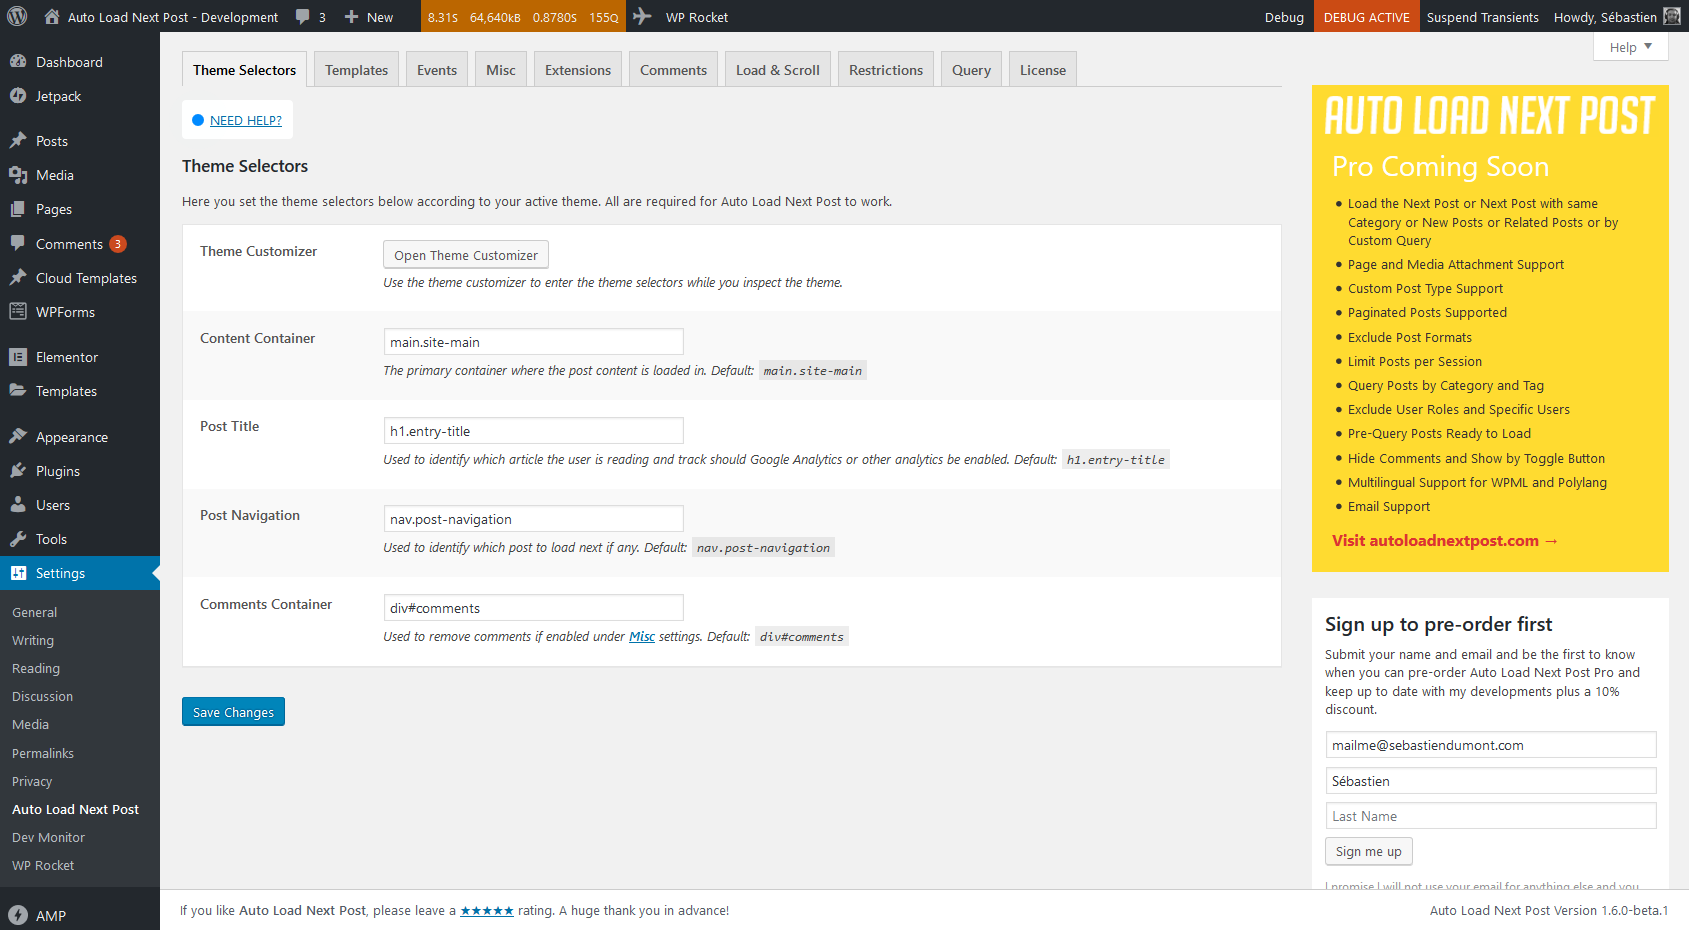 Auto Load Next Post - Development 3 New 8.31S 64,640kB 0.8780S 155Q WP Rocket Debug DEBUG ACTIVE Suspend Transients Howdy, Sébastien
Help
Dashboard
Jetpack
Posts
Media
Pages
Comments 3
Cloud Templates
WPForms
Elementor
Templates
Appearance
Plugins
Users
Tools
Settings
General
Writing
Reading
Discussion
Media
Permalinks
Privacy
Auto Load Next Post
Dev Monitor
WP Rocket
AMP
Theme Selectors Templates Events Misc Extensions Comments Load & Scroll Restrictions Query License
NEED HELP?
Theme Selectors
Here you set the theme selectors below according to your active theme. All are required for Auto Load Next Post to work.
Theme Customizer
Open Theme Customizer
Use the theme customizer to enter the theme selectors while you inspect the theme.
Content Container
main.site-main
The primary container where the post content is loaded in. Default: main.site-main
Post Title
h1.entry-title
Used to identify which article the user is reading and track should Google Analytics or other analytics be enabled. Default: h1.entry-title
Post Navigation
nav.post-navigation
Used to identify which post to load next if any. Default: nav.post-navigation
Comments Container
div#comments
Used to remove comments if enabled under Misc settings. Default: div#comments
Save Changes
AUTO LOAD NEXT POST
Pro Coming Soon
• Load the Next Post or Next Post with same
Category or New Posts or Related Posts or by
Custom Query
• Page and Media Attachment Support
• Custom Post Type Support
• Paginated Posts Supported
• Exclude Post Formats
• Limit Posts per Session
• Query Posts by Category and Tag
• Exclude User Roles and Specific Users
• Pre-Query Posts Ready to Load
• Hide Comments and Show by Toggle Button
• Multilingual Support for WPML and Polylang
• Email Support
Visit autoloadnextpost.com →
Sign up to pre-order first
Submit your name and email and be the first to know
when you can pre-order Auto Load Next Post Pro and
keep up to date with my developments plus a 10%
discount.
mailme@sebastiendumont.com
Sébastien
Last Name
Sign me up
I promise I will not use your email for anything else and you
If you like Auto Load Next Post, please leave a ★★★★★ rating. A huge thank you in advance!
Auto Load Next Post Version 1.6.0-beta.1